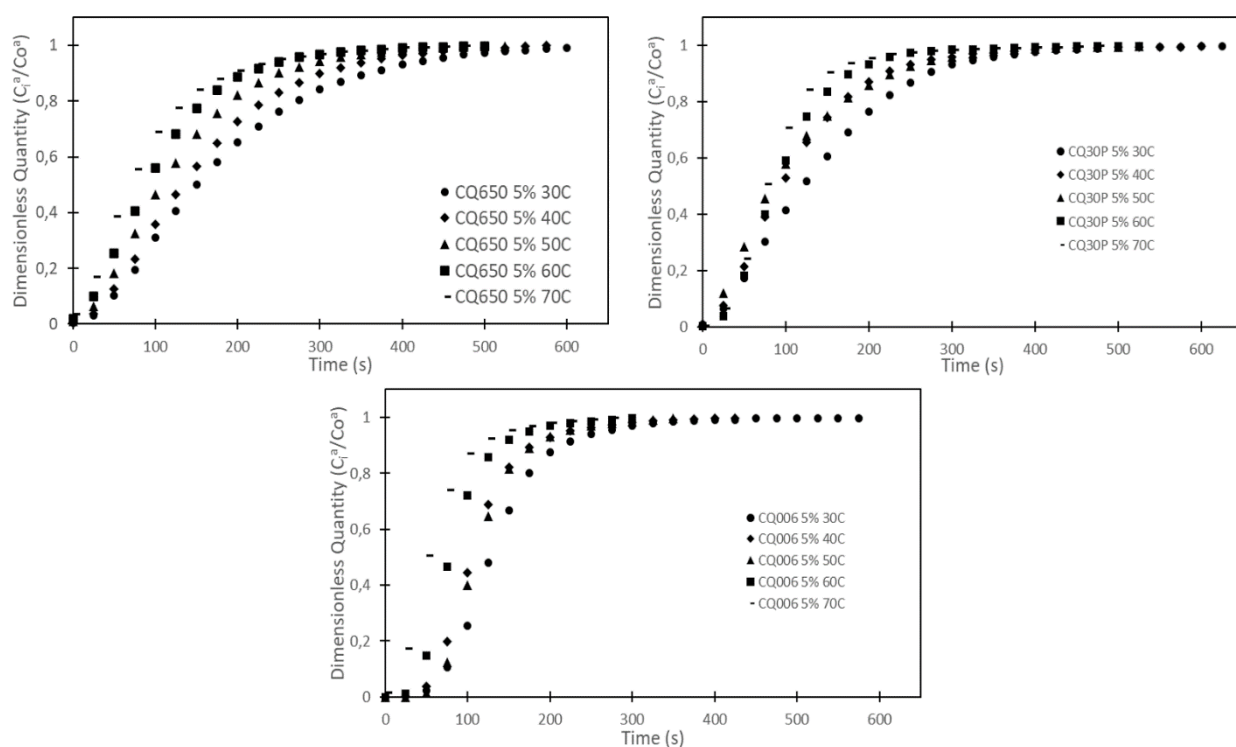 Dimensionless Quantity (Cᵢᵃ/Coᵃ)
1
0,8
0,6
0,4
0,2
0
0 100 200 300 400 500 600
Time (s)
CQ650 5% 30C
CQ650 5% 40C
CQ650 5% 50C
CQ650 5% 60C
CQ650 5% 70C
Dimensionless Quantity (Cᵢᵃ/Coᵃ)
1
0,8
0,6
0,4
0,2
0
0 100 200 300 400 500 600
Time (s)
CQ30P 5% 30C
CQ30P 5% 40C
CQ30P 5% 50C
CQ30P 5% 60C
CQ30P 5% 70C
Dimensionless Quantity (Cᵢᵃ/Coᵃ)
1
0,8
0,6
0,4
0,2
0
0 100 200 300 400 500 600
Time (s)
CQ006 5% 30C
CQ006 5% 40C
CQ006 5% 50C
CQ006 5% 60C
CQ006 5% 70C